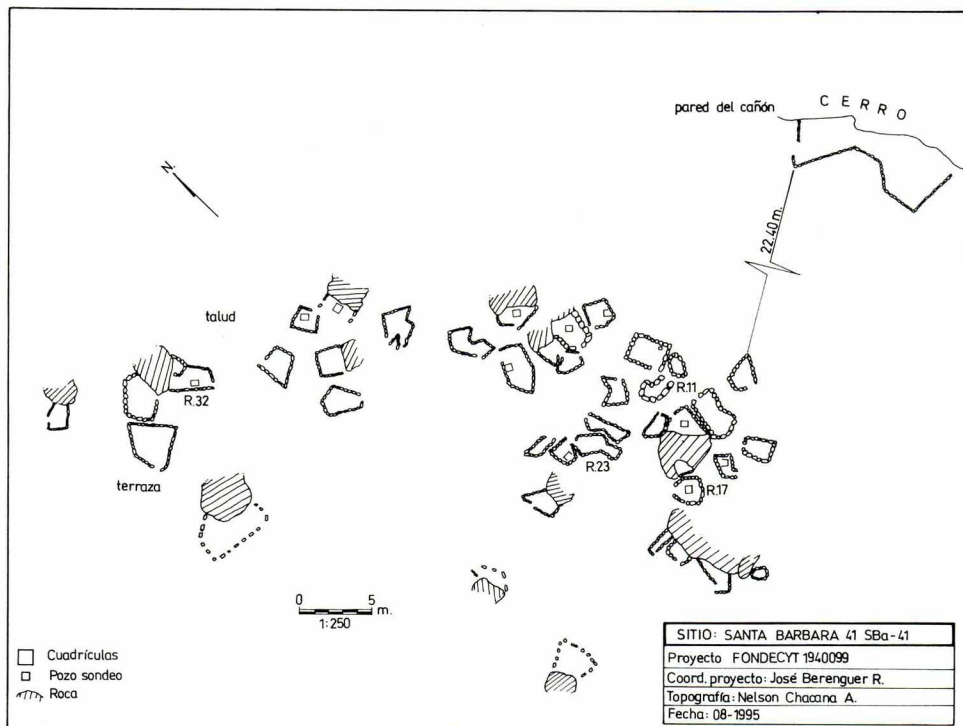 CERRO
pared del cañón
N.
22.40 m.
talud
R.32
R.11
terraza
R.23
R.17
0 5 m.
1:250
Cuadrículas
Pozo sondeo
Roca
SITIO: SANTA BARBARA 41 SBa-41
Proyecto FONDECYT 1940099
Coord. proyecto: José Berenguer R.
Topografía: Nelson Chacana A.
Fecha: 08-1995